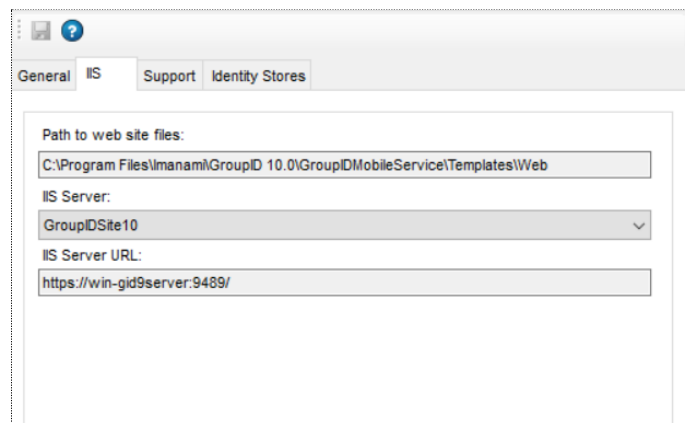 General IIS Support Identity Stores
Path to web site files:
C:\Program Files\Imanami\GroupID 10.0\GroupIDMobileService\Templates\Web
IIS Server:
GroupIDSite10
IIS Server URL:
https://win-gid9server:9489/